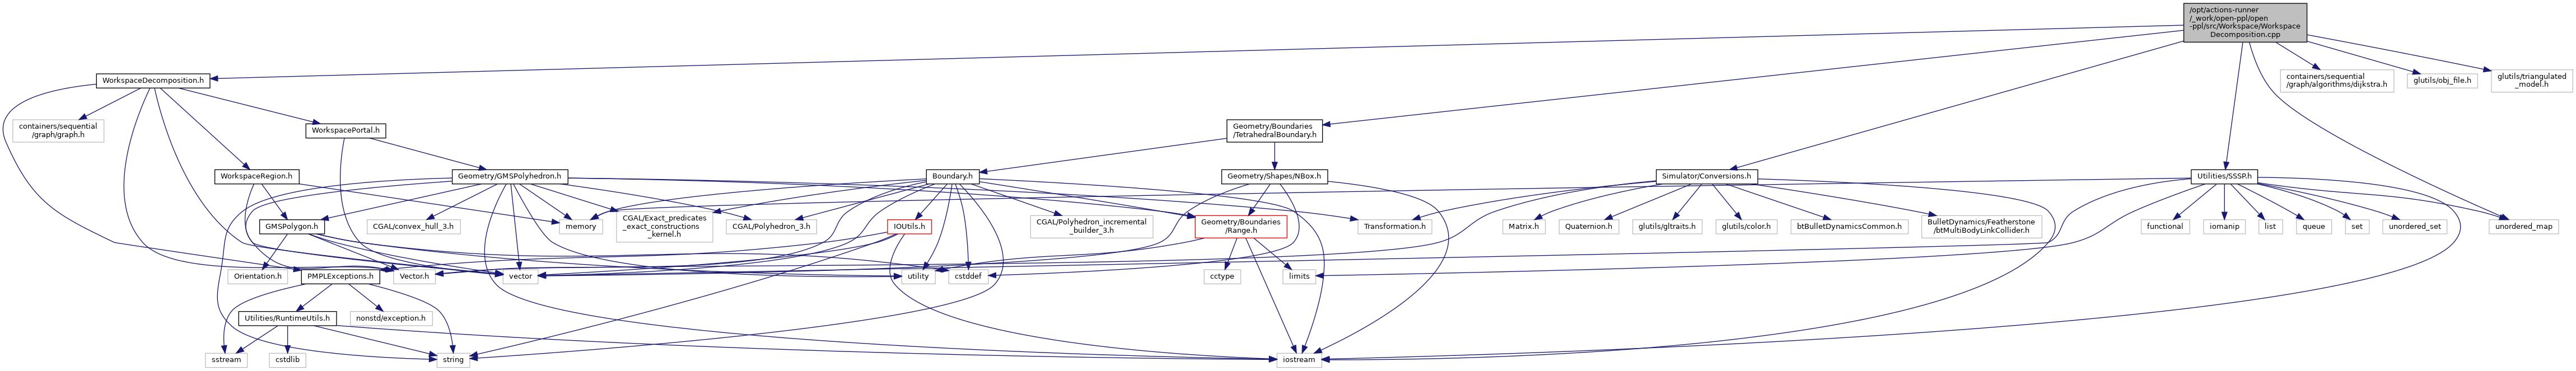 /opt/actions-runner
/_work/open-ppl/open
-ppl/src/Workspace/Workspace
Decomposition.cpp
WorkspaceDecomposition.h
containers/sequential
/graph/algorithms/dijkstra.h
glutils/obj_file.h
glutils/triangulated
_model.h
containers/sequential
/graph/graph.h
WorkspacePortal.h
Geometry/Boundaries
/TetrahedralBoundary.h
WorkspaceRegion.h
Geometry/GMSPolyhedron.h
Boundary.h
Geometry/Shapes/NBox.h
Simulator/Conversions.h
Utilities/SSSP.h
GMSPolygon.h
CGAL/convex_hull_3.h
memory
CGAL/Exact_predicates
_exact_constructions
_kernel.h
CGAL/Polyhedron_3.h
IOUtils.h
CGAL/Polyhedron_incremental
_builder_3.h
Geometry/Boundaries
/Range.h
Transformation.h
Matrix.h
Quaternion.h
glutils/gltraits.h
glutils/color.h
btBulletDynamicsCommon.h
BulletDynamics/Featherstone
/btMultiBodyLinkCollider.h
functional
iomanip
list
queue
set
unordered_set
unordered_map
Orientation.h
PMPLExceptions.h
Vector.h
vector
utility
cstddef
cctype
limits
Utilities/RuntimeUtils.h
nonstd/exception.h
sstream
cstdlib
string
iostream